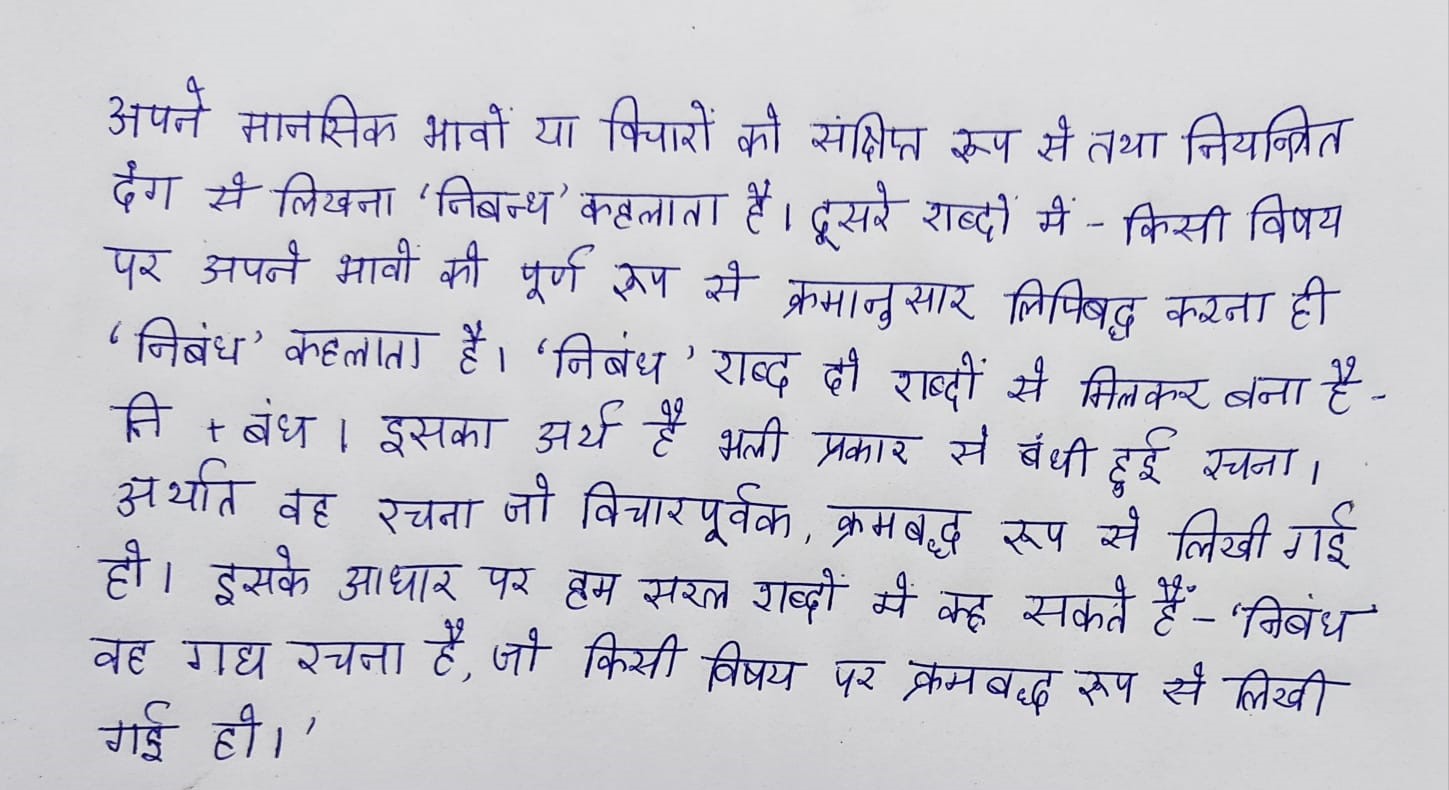 अपने मानसिक भावों या विचारों को संक्षिप्त रूप से तथा नियन्त्रित
ढंग से लिखना 'निबन्ध' कहलाता है। दूसरे शब्दों में - किसी विषय
पर अपने भावों को पूर्ण रूप से क्रमानुसार लिपिबद्ध करना ही
'निबंध' कहलाता है। 'निबंध' शब्द दो शब्दों से मिलकर बना है -
नि + बंध। इसका अर्थ है भली प्रकार से बंधी हुई रचना।
अर्थात वह रचना जो विचारपूर्वक, क्रमबद्ध रूप से लिखी गई
हो। इसके आधार पर हम सरल शब्दों में कह सकते हैं - 'निबंध
वह गद्य रचना है, जो किसी विषय पर क्रमबद्ध रूप से लिखी
गई हो।'